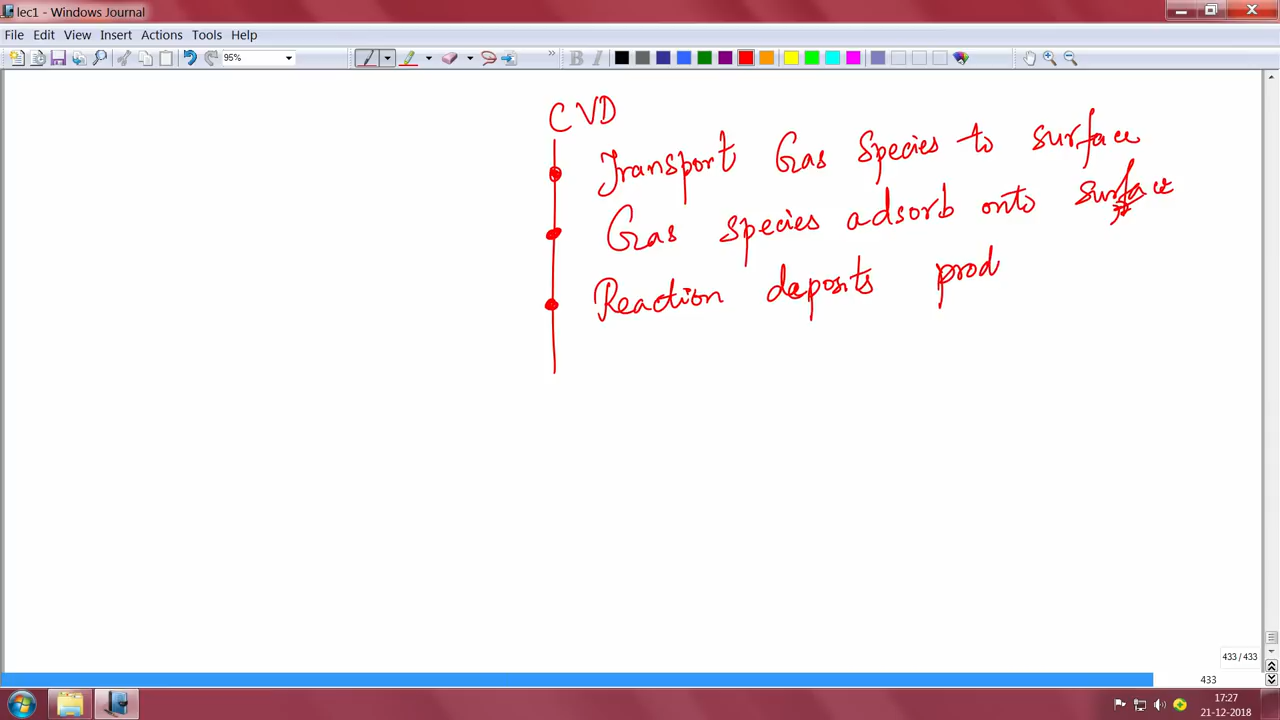 lec1 - Windows Journal
File Edit View Insert Actions Tools Help
95%
CVD
Transport Gas Species to surface
Gas species adsorb onto surface
Reaction deposits prod
433 / 433
433
17:27
21-12-2018